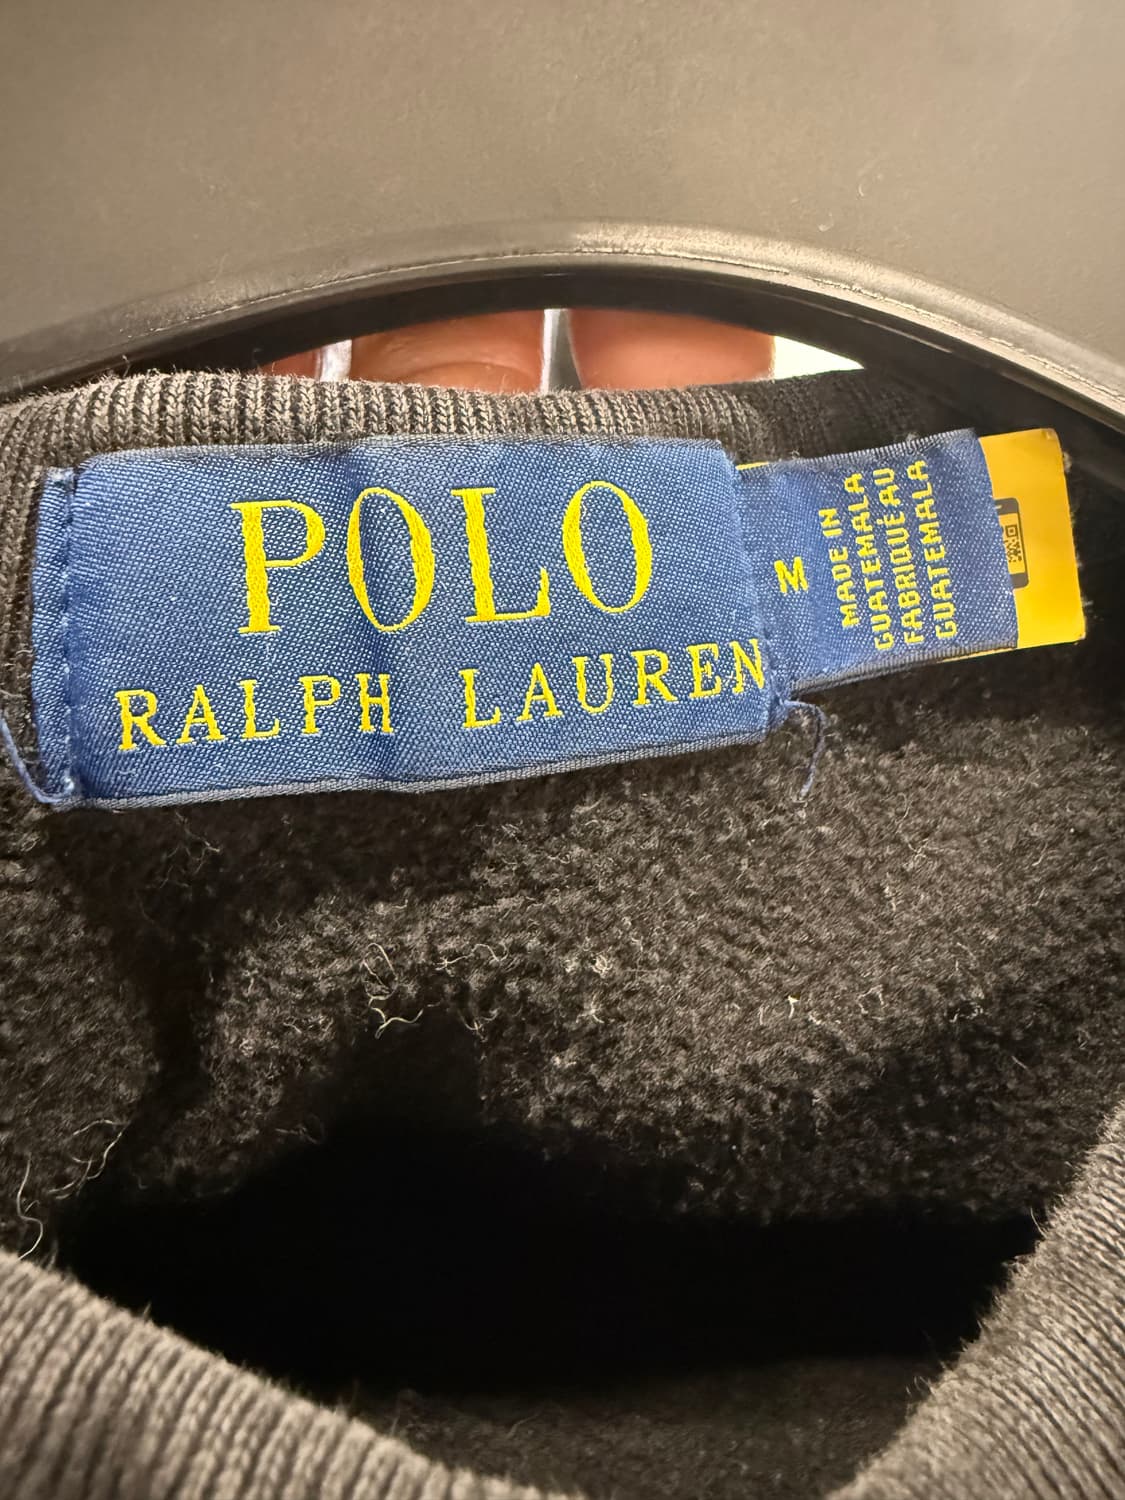 POLO
RALPH LAUREN
M
MADE IN
GUATEMALA
FABRIQUÉ AU
GUATEMALA